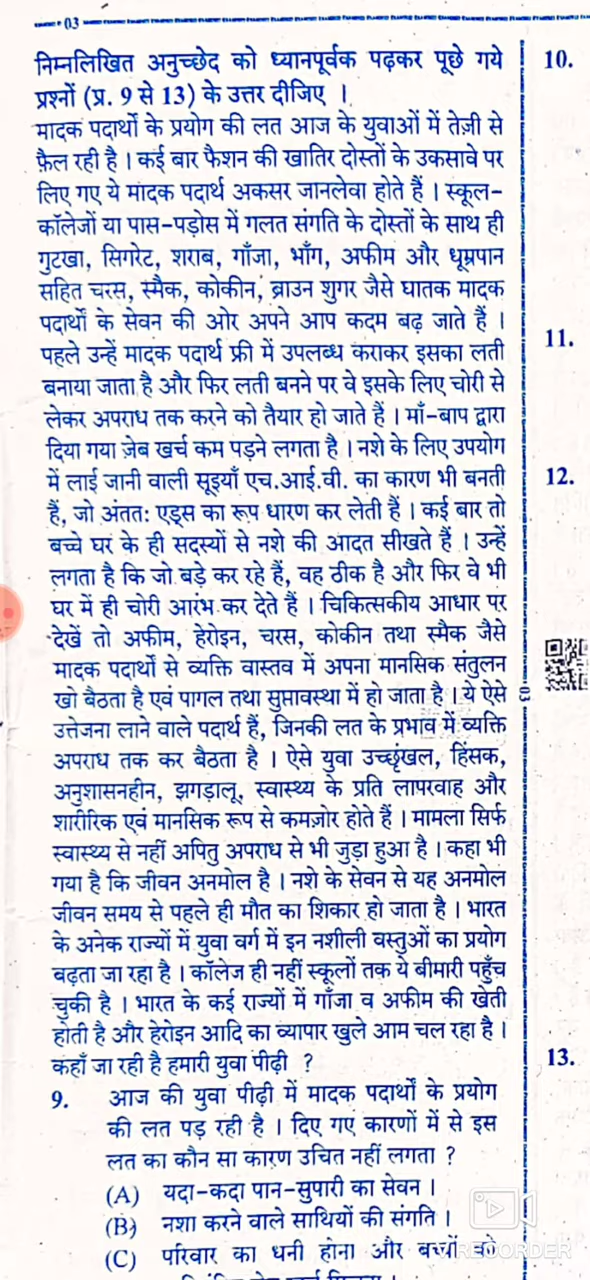 03
निम्नलिखित अनुच्छेद को ध्यानपूर्वक पढ़कर पूछे गये
प्रश्नों (प्र. 9 से 13) के उत्तर दीजिए ।
मादक पदार्थों के प्रयोग की लत आज के युवाओं में तेज़ी से
फ़ैल रही है । कई बार फैशन की खातिर दोस्तों के उकसावे पर
लिए गए ये मादक पदार्थ अकसर जानलेवा होते हैं । स्कूल-
कॉलेजों या पास-पड़ोस में गलत संगति के दोस्तों के साथ ही
गुटखा, सिगरेट, शराब, गाँजा, भाँग, अफीम और धूम्रपान
सहित चरस, स्मैक, कोकीन, ब्राउन शुगर जैसे घातक मादक
पदार्थों के सेवन की ओर अपने आप कदम बढ़ जाते हैं ।
पहले उन्हें मादक पदार्थ फ्री में उपलब्ध कराकर इसका लती
बनाया जाता है और फिर लती बनने पर वे इसके लिए चोरी से
लेकर अपराध तक करने को तैयार हो जाते हैं । माँ-बाप द्वारा
दिया गया ज़ेब खर्च कम पड़ने लगता है । नशे के लिए उपयोग
में लाई जानी वाली सूइयाँ एच.आई.वी. का कारण भी बनती
हैं, जो अंततः एड्स का रूप धारण कर लेती हैं । कई बार तो
बच्चे घर के ही सदस्यों से नशे की आदत सीखते हैं । उन्हें
लगता है कि जो बड़े कर रहे हैं, वह ठीक है और फिर वे भी
घर में ही चोरी आरंभ कर देते हैं । चिकित्सकीय आधार पर
देखें तो अफीम, हेरोइन, चरस, कोकीन तथा स्मैक जैसे
मादक पदार्थों से व्यक्ति वास्तव में अपना मानसिक संतुलन
खो बैठता है एवं पागल तथा सुप्तावस्था में हो जाता है । ये ऐसे
उत्तेजना लाने वाले पदार्थ हैं, जिनकी लत के प्रभाव में व्यक्ति
अपराध तक कर बैठता है । ऐसे युवा उच्छृंखल, हिंसक,
अनुशासनहीन, झगड़ालू, स्वास्थ्य के प्रति लापरवाह और
शारीरिक एवं मानसिक रूप से कमज़ोर होते हैं । मामला सिर्फ
स्वास्थ्य से नहीं अपितु अपराध से भी जुड़ा हुआ है । कहा भी
गया है कि जीवन अनमोल है । नशे के सेवन से यह अनमोल
जीवन समय से पहले ही मौत का शिकार हो जाता है । भारत
के अनेक राज्यों में युवा वर्ग में इन नशीली वस्तुओं का प्रयोग
बढ़ता जा रहा है । कॉलेज ही नहीं स्कूलों तक ये बीमारी पहुँच
चुकी है । भारत के कई राज्यों में गाँजा व अफीम की खेती
होती है और हेरोइन आदि का व्यापार खुले आम चल रहा है ।
कहाँ जा रही है हमारी युवा पीढ़ी ?
9. आज की युवा पीढ़ी में मादक पदार्थों के प्रयोग
की लत पड़ रही है । दिए गए कारणों में से इस
लत का कौन सा कारण उचित नहीं लगता ?
(A) यदा-कदा पान-सुपारी का सेवन ।
(B) नशा करने वाले साथियों की संगति ।
(C) परिवार का धनी होना और बच्चों को
10.
11.
12.
03
13.
RECORDER